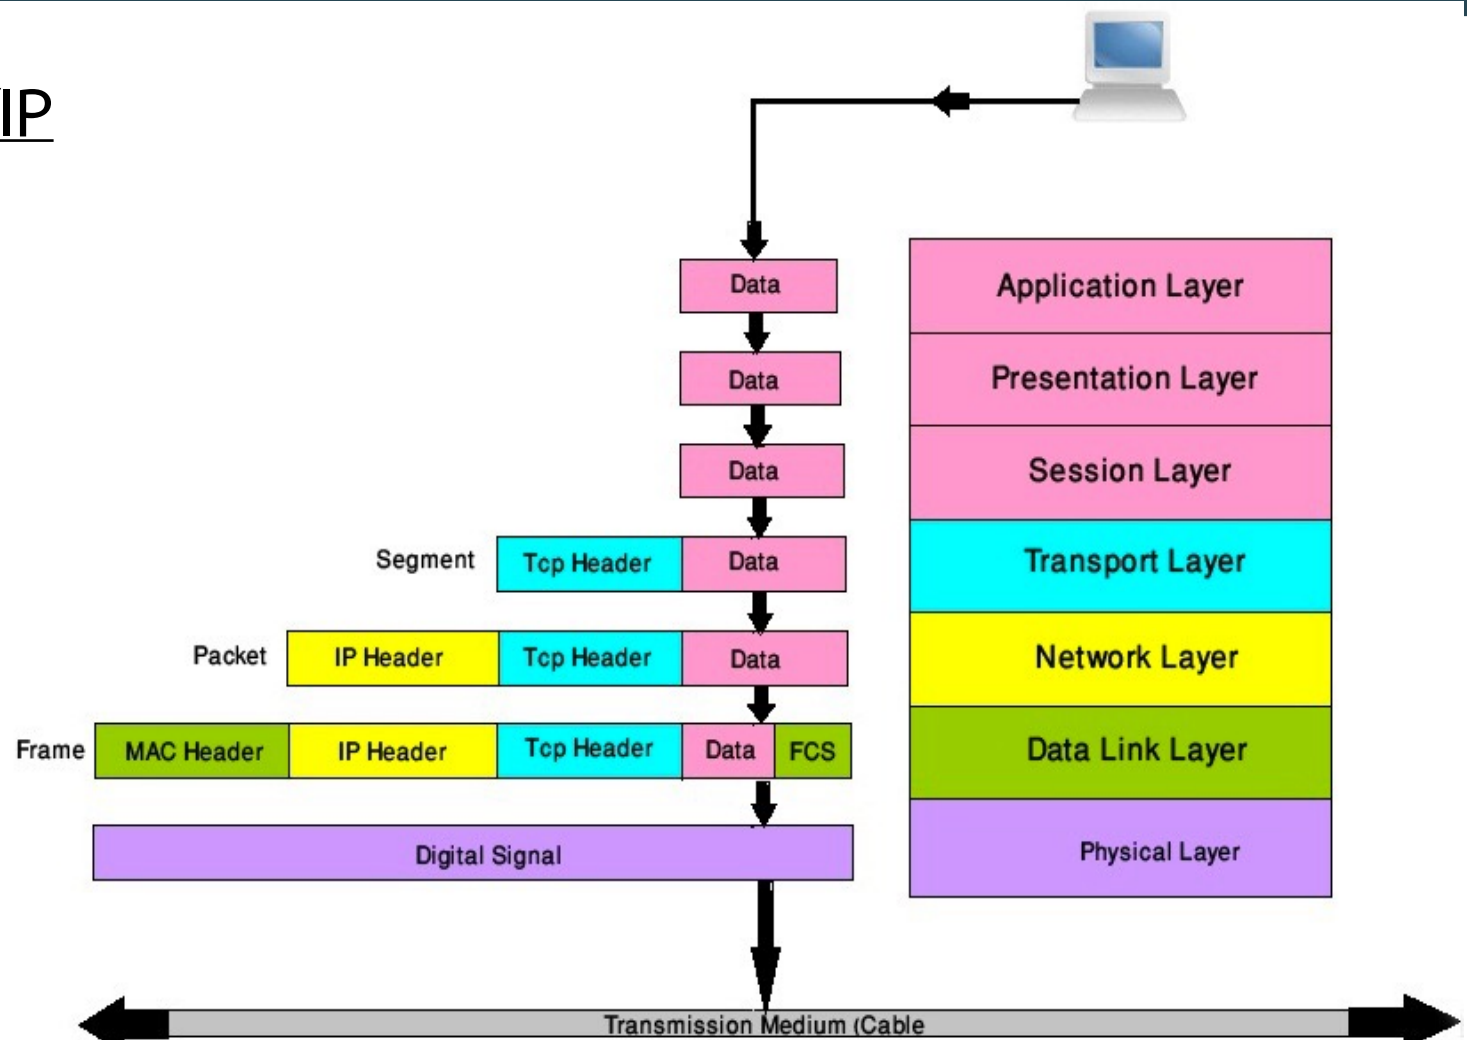 IP
Data
Application Layer
Data
Presentation Layer
Data
Session Layer
Segment
Tcp Header
Data
Transport Layer
Packet
IP Header
Tcp Header
Data
Network Layer
Frame
MAC Header
IP Header
Tcp Header
Data
FCS
Data Link Layer
Digital Signal
Physical Layer
Transmission Medium (Cable